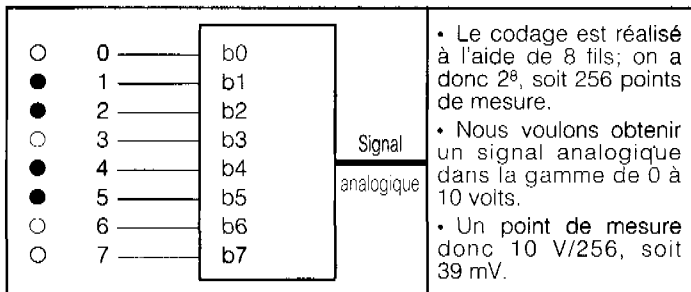 0 b0
1 b1
2 b2
3 b3
4 b4
5 b5
6 b6
7 b7
Signal
analogique
• Le codage est réalisé
à l'aide de 8 fils; on a
donc 2⁸, soit 256 points
de mesure.
• Nous voulons obtenir
un signal analogique
dans la gamme de 0 à
10 volts.
• Un point de mesure
donc 10 V/256, soit
39 mV.